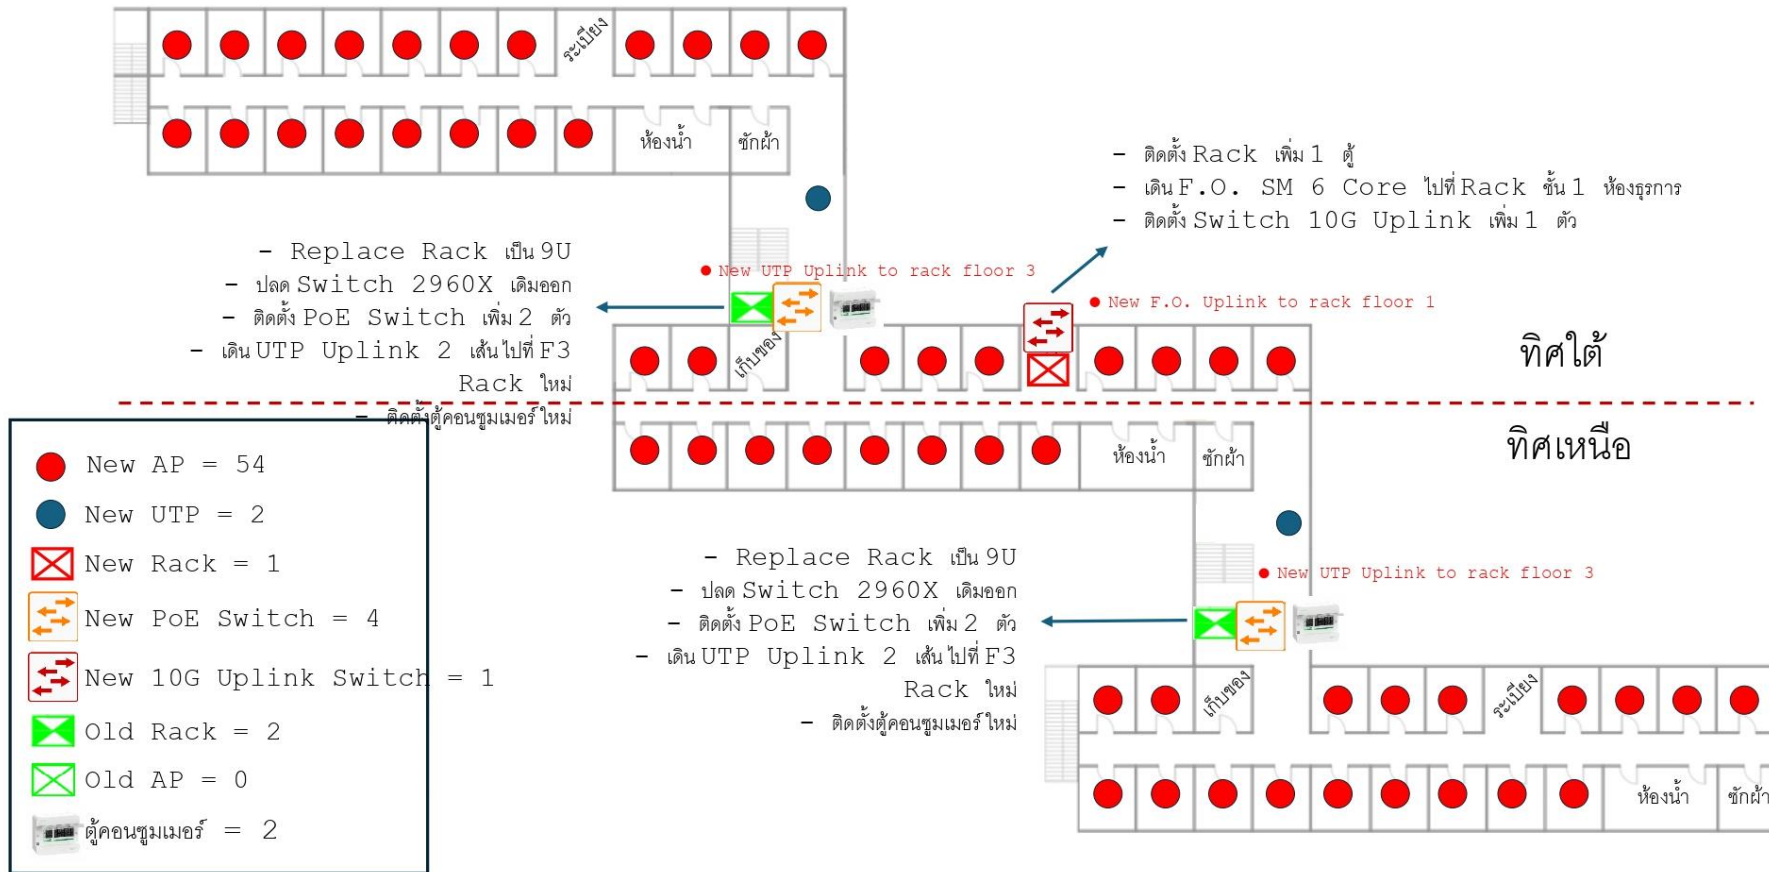 ระเบียง
ห้องน้ำ
ซักผ้า
- ติดตั้ง Rack เพิ่ม 1 ตู้
- เดิน F.O. SM 6 Core ไปที่ Rack ชั้น 1 ห้องธุรการ
- ติดตั้ง Switch 10G Uplink เพิ่ม 1 ตัว
- Replace Rack เป็น 9U
- ปลด Switch 2960X เดิมออก
- ติดตั้ง PoE Switch เพิ่ม 2 ตัว
- เดิน UTP Uplink 2 เส้น ไปที่ F3
Rack ใหม่
- ติดตั้งตู้คอนซูมเมอร์ ใหม่
New UTP Uplink to rack floor 3
New F.O. Uplink to rack floor 1
เก็บของ
ทิศใต้
ทิศเหนือ
ห้องน้ำ
ซักผ้า
New AP = 54
New UTP = 2
New Rack = 1
New PoE Switch = 4
New 10G Uplink Switch = 1
Old Rack = 2
Old AP = 0
ตู้คอนซูมเมอร์ = 2
- Replace Rack เป็น 9U
- ปลด Switch 2960X เดิมออก
- ติดตั้ง PoE Switch เพิ่ม 2 ตัว
- เดิน UTP Uplink 2 เส้น ไปที่ F3
Rack ใหม่
- ติดตั้งตู้คอนซูมเมอร์ ใหม่
New UTP Uplink to rack floor 3
เก็บของ
ระเบียง
ห้องน้ำ
ซักผ้า